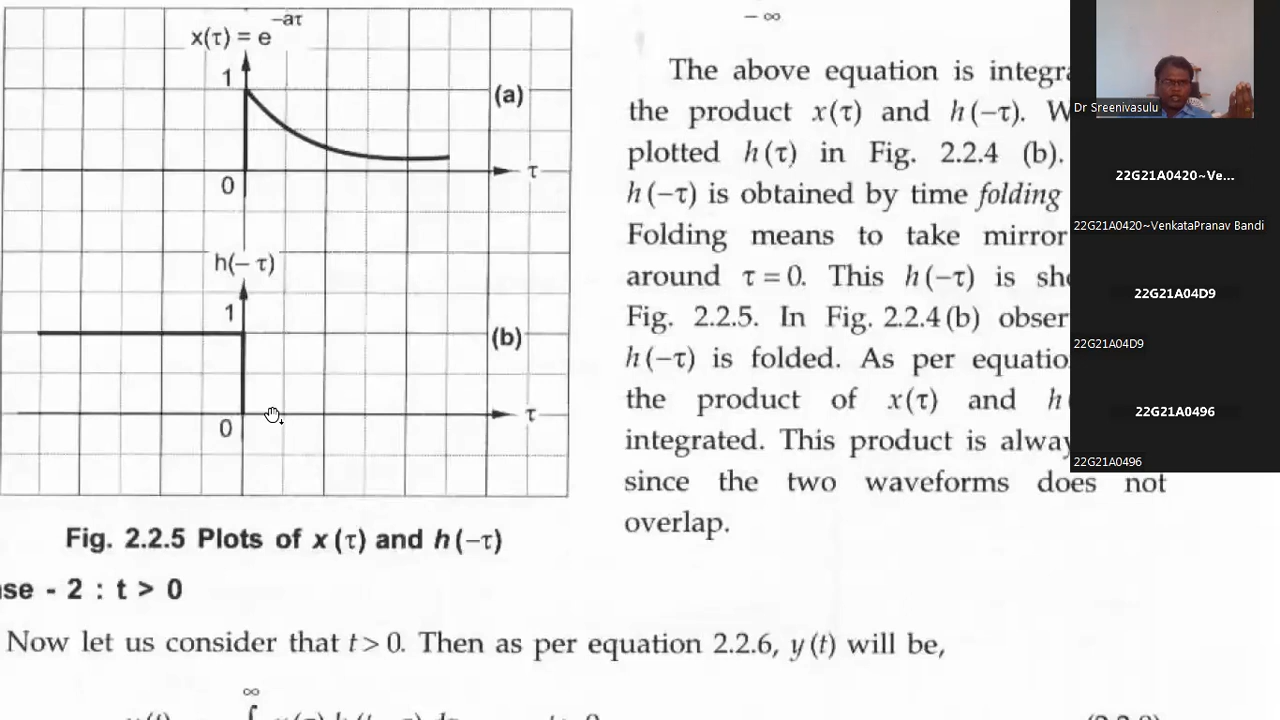 x(τ) = e^−aτ
1
(a)
0
τ
h(− τ)
1
(b)
0
τ
Fig. 2.2.5 Plots of x (τ) and h (−τ)
− ∞
The above equation is integra
the product x(τ) and h(−τ). W
plotted h(τ) in Fig. 2.2.4 (b).
h(−τ) is obtained by time folding
Folding means to take mirror
around τ = 0. This h(−τ) is sho
Fig. 2.2.5. In Fig. 2.2.4 (b) obser
h(−τ) is folded. As per equatio
the product of x(τ) and h
integrated. This product is alway
since the two waveforms does not
overlap.
se - 2 : t > 0
Now let us consider that t > 0. Then as per equation 2.2.6, y(t) will be,
∞
Dr Sreenivasulu
22G21A0420~Ve...
22G21A0420~VenkataPranav Bandi
22G21A04D9
22G21A04D9
22G21A0496
22G21A0496